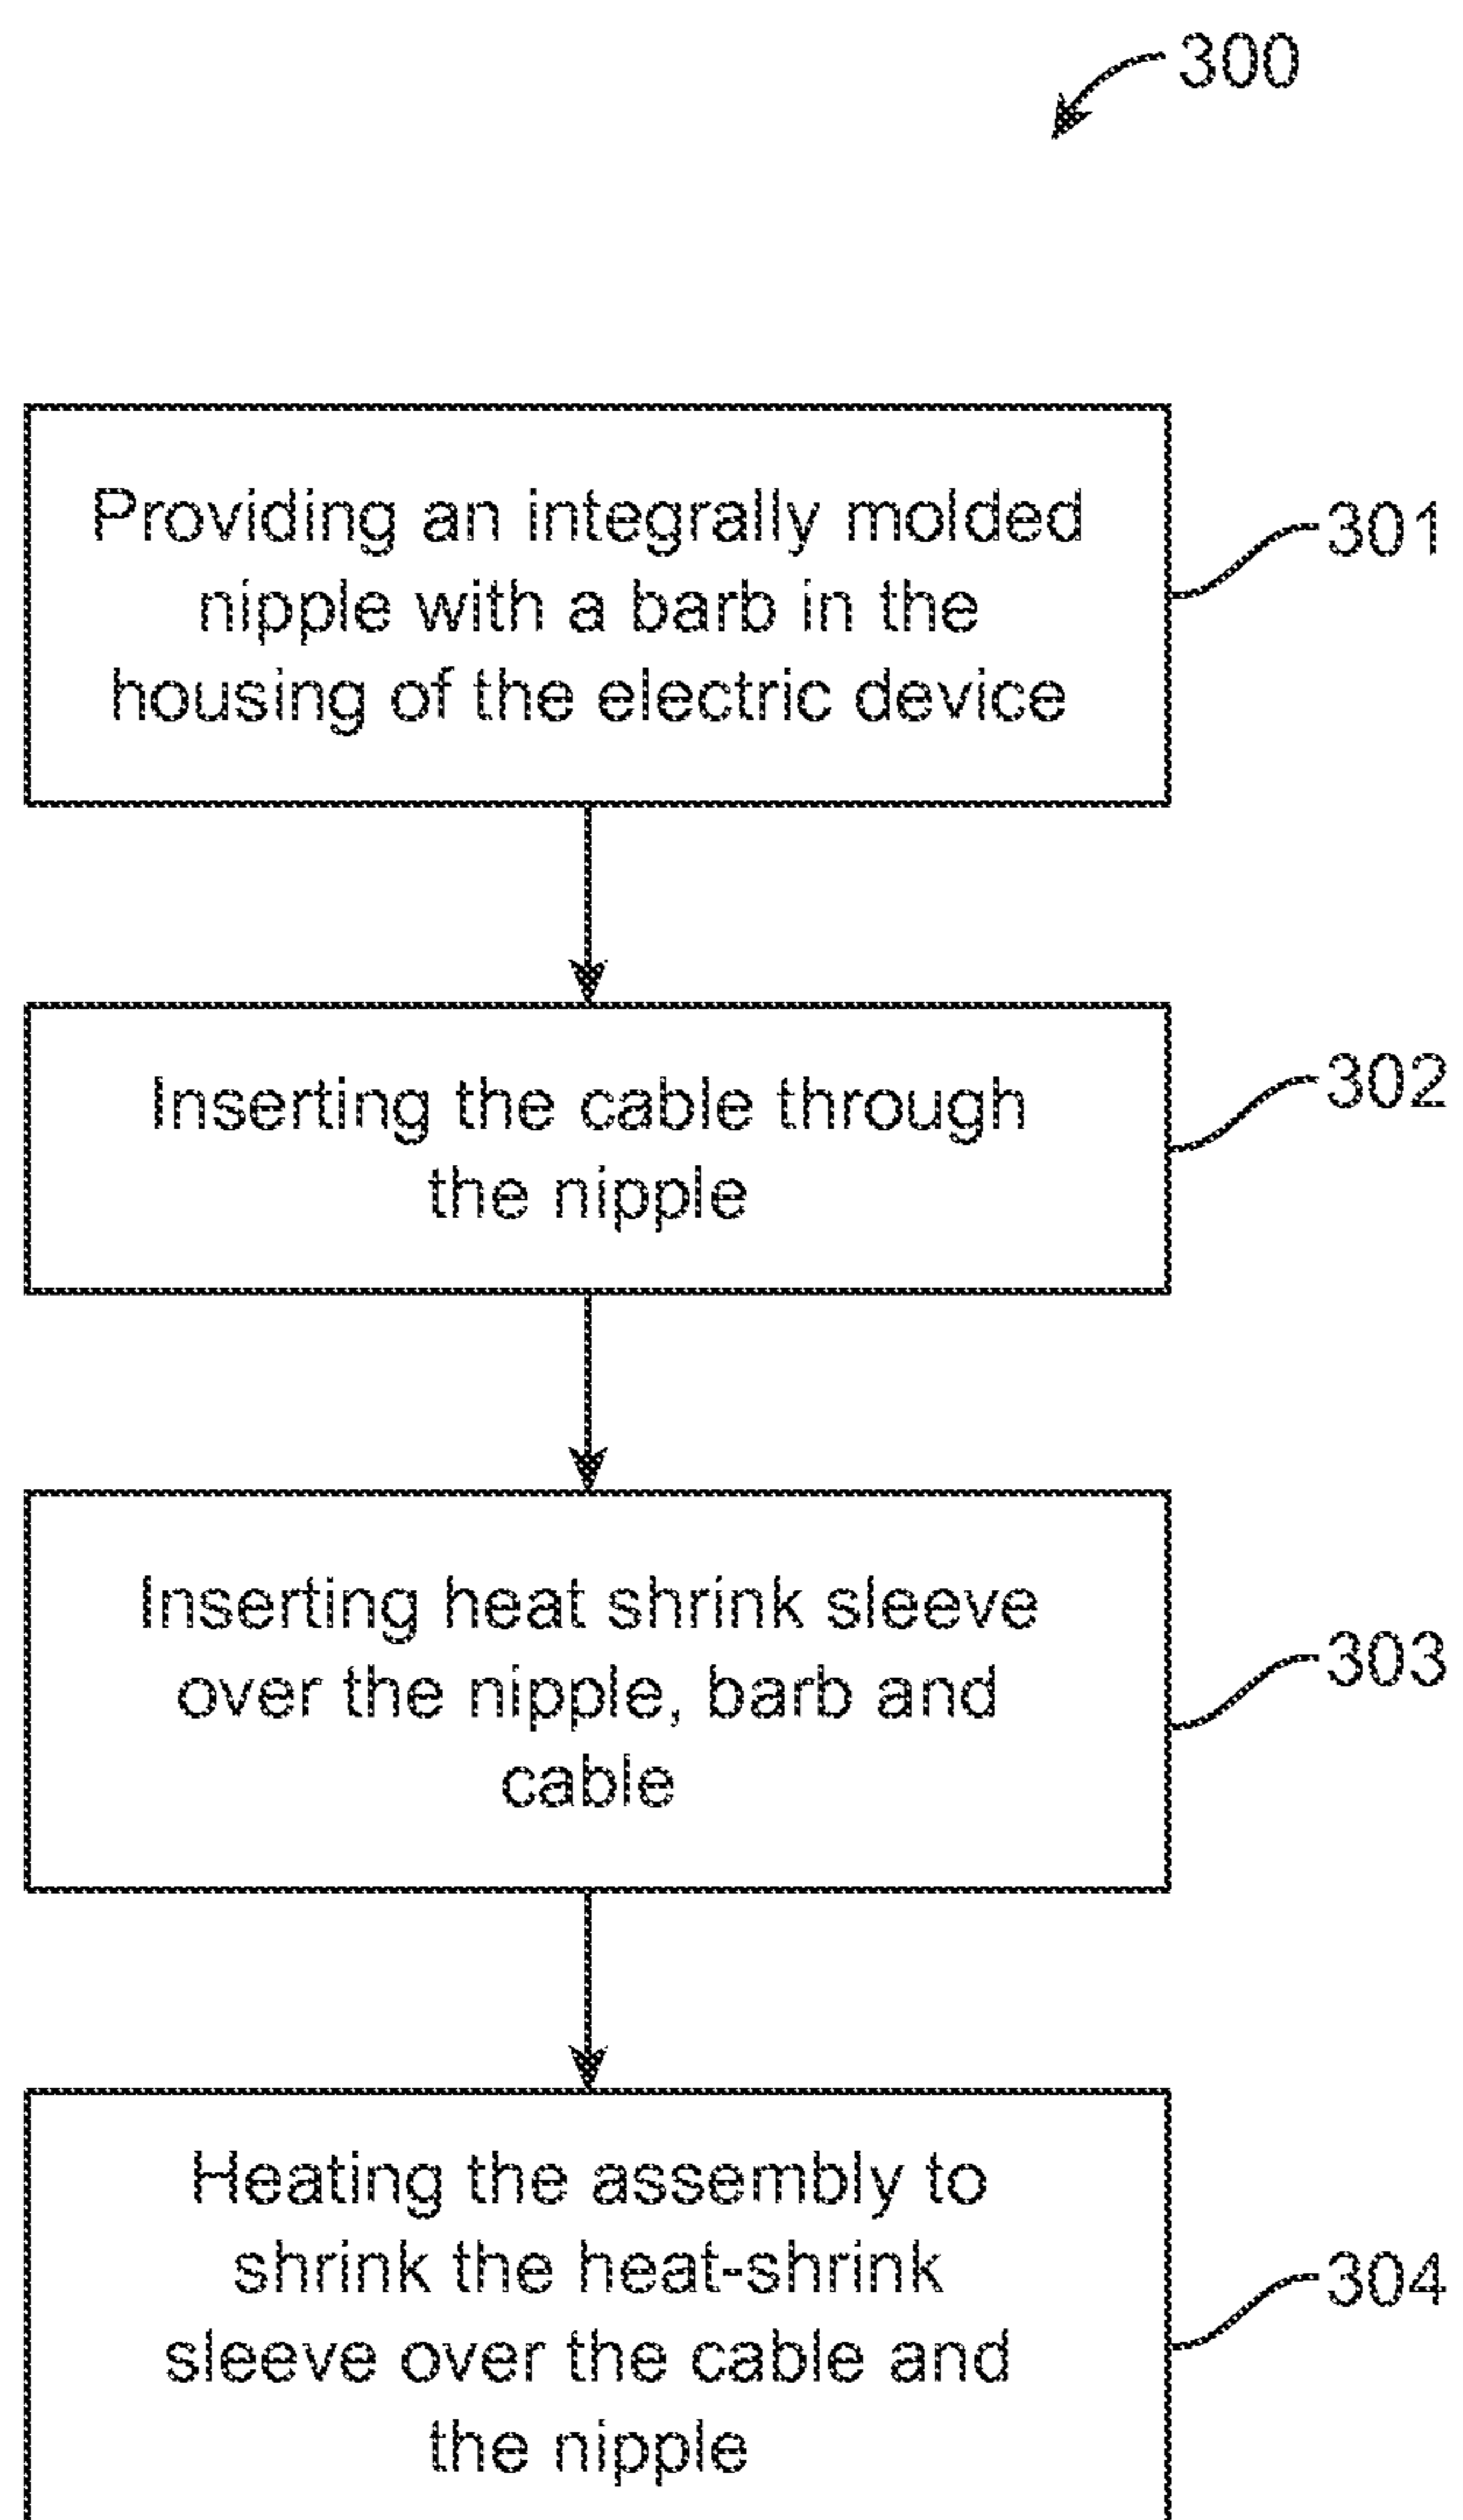 300
Providing an integrally molded
nipple with a barb in the
housing of the electric device
301
Inserting the cable through
the nipple
302
Inserting heat shrink sleeve
over the nipple, barb and
cable
303
Heating the assembly to
shrink the heat-shrink
sleeve over the cable and
the nipple
304